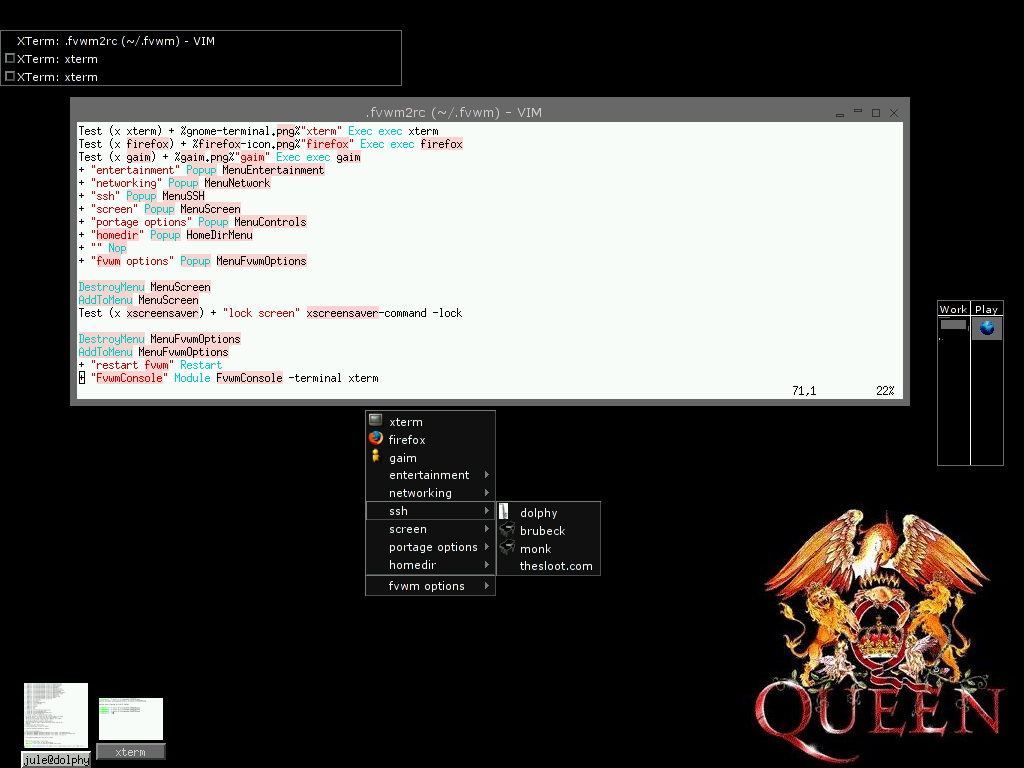 XTerm: .fvwm2rc (~/.fvwm) - VIM
XTerm: xterm
XTerm: xterm
.fvwm2rc (~/.fvwm) - VIM
Test (x xterm) + %gnome-terminal.png%"xterm" Exec exec xterm
Test (x firefox) + %firefox-icon.png%"firefox" Exec exec firefox
Test (x gaim) + %gaim.png%"gaim" Exec exec gaim
+ "entertainment" Popup MenuEntertainment
+ "networking" Popup MenuNetwork
+ "ssh" Popup MenuSSH
+ "screen" Popup MenuScreen
+ "portage options" Popup MenuControls
+ "homedir" Popup HomeDirMenu
+ "" Nop
+ "fvwm options" Popup MenuFvwmOptions
DestroyMenu MenuScreen
AddToMenu MenuScreen
Test (x xscreensaver) + "lock screen" xscreensaver-command -lock
DestroyMenu MenuFvwmOptions
AddToMenu MenuFvwmOptions
+ "restart fvwm" Restart
+ "FvwmConsole" Module FvwmConsole -terminal xterm
71,1 22%
Work Play
xterm
firefox
gaim
entertainment
networking
ssh
screen
portage options
homedir
fvwm options
dolphy
brubeck
monk
thesloot.com
QUEEN
jule@dolphy
xterm